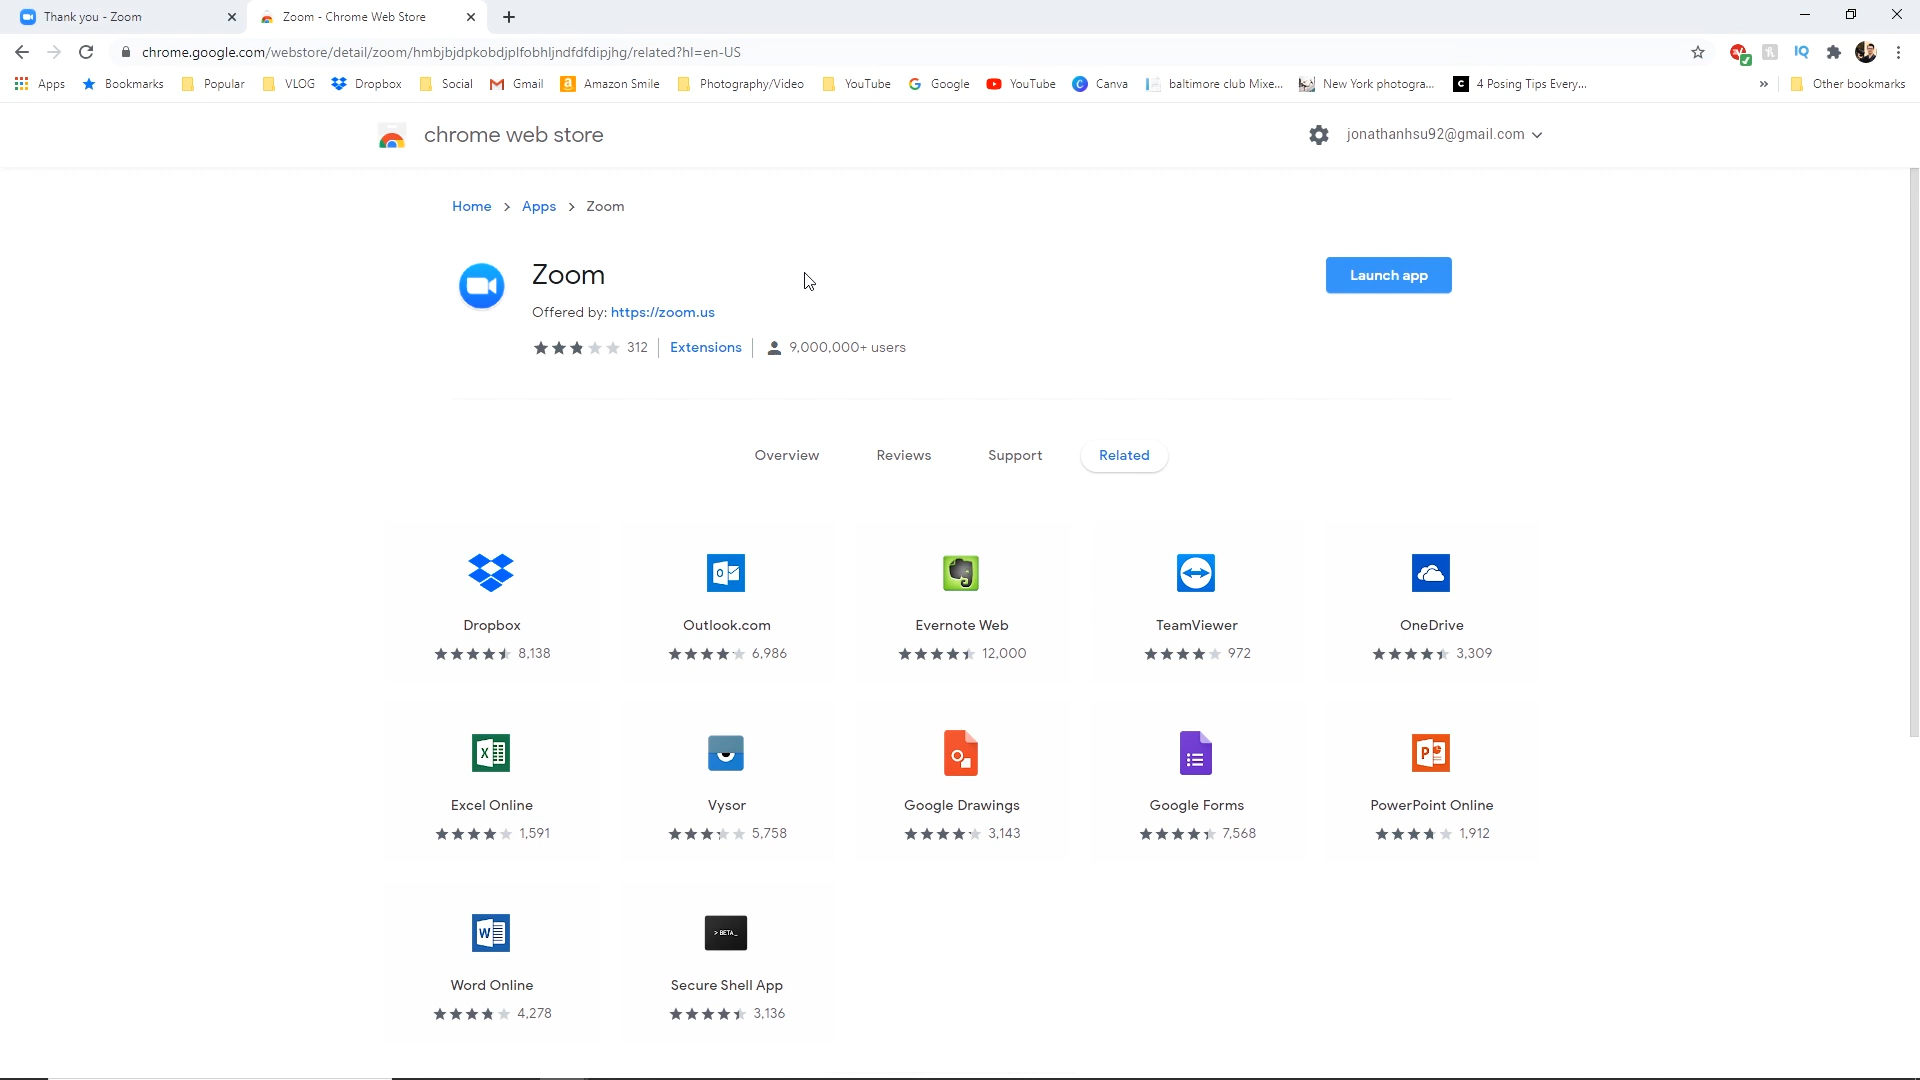 Thank you - Zoom
Zoom - Chrome Web Store
chrome.google.com/webstore/detail/zoom/hmbjbjdpkobdjplfobhljndfdfdipjhg/related?hl=en-US
Apps Bookmarks Popular VLOG Dropbox Social Gmail Amazon Smile Photography/Video YouTube Google YouTube Canva baltimore club Mixe... New York photogra... 4 Posing Tips Every... » Other bookmarks
chrome web store
jonathanhsu92@gmail.com
Home > Apps > Zoom
Zoom
Launch app
Offered by: https://zoom.us
312 Extensions 9,000,000+ users
Overview Reviews Support Related
Dropbox Outlook.com Evernote Web TeamViewer OneDrive
8,138 6,986 12,000 972 3,309
Excel Online Vysor Google Drawings Google Forms PowerPoint Online
1,591 5,758 3,143 7,568 1,912
> BETA_
Word Online Secure Shell App
4,278 3,136